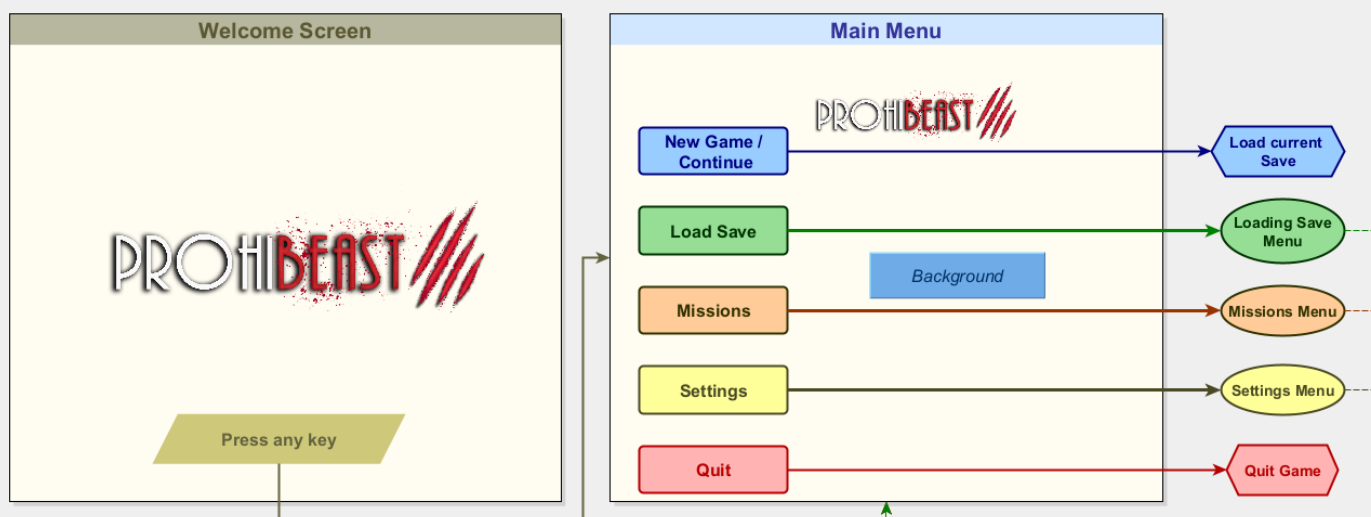 Welcome Screen
PROHIBEAST
Press any key
Main Menu
PROHIBEAST
New Game /
Continue
Load current
Save
Load Save
Loading Save
Menu
Background
Missions
Missions Menu
Settings
Settings Menu
Quit
Quit Game